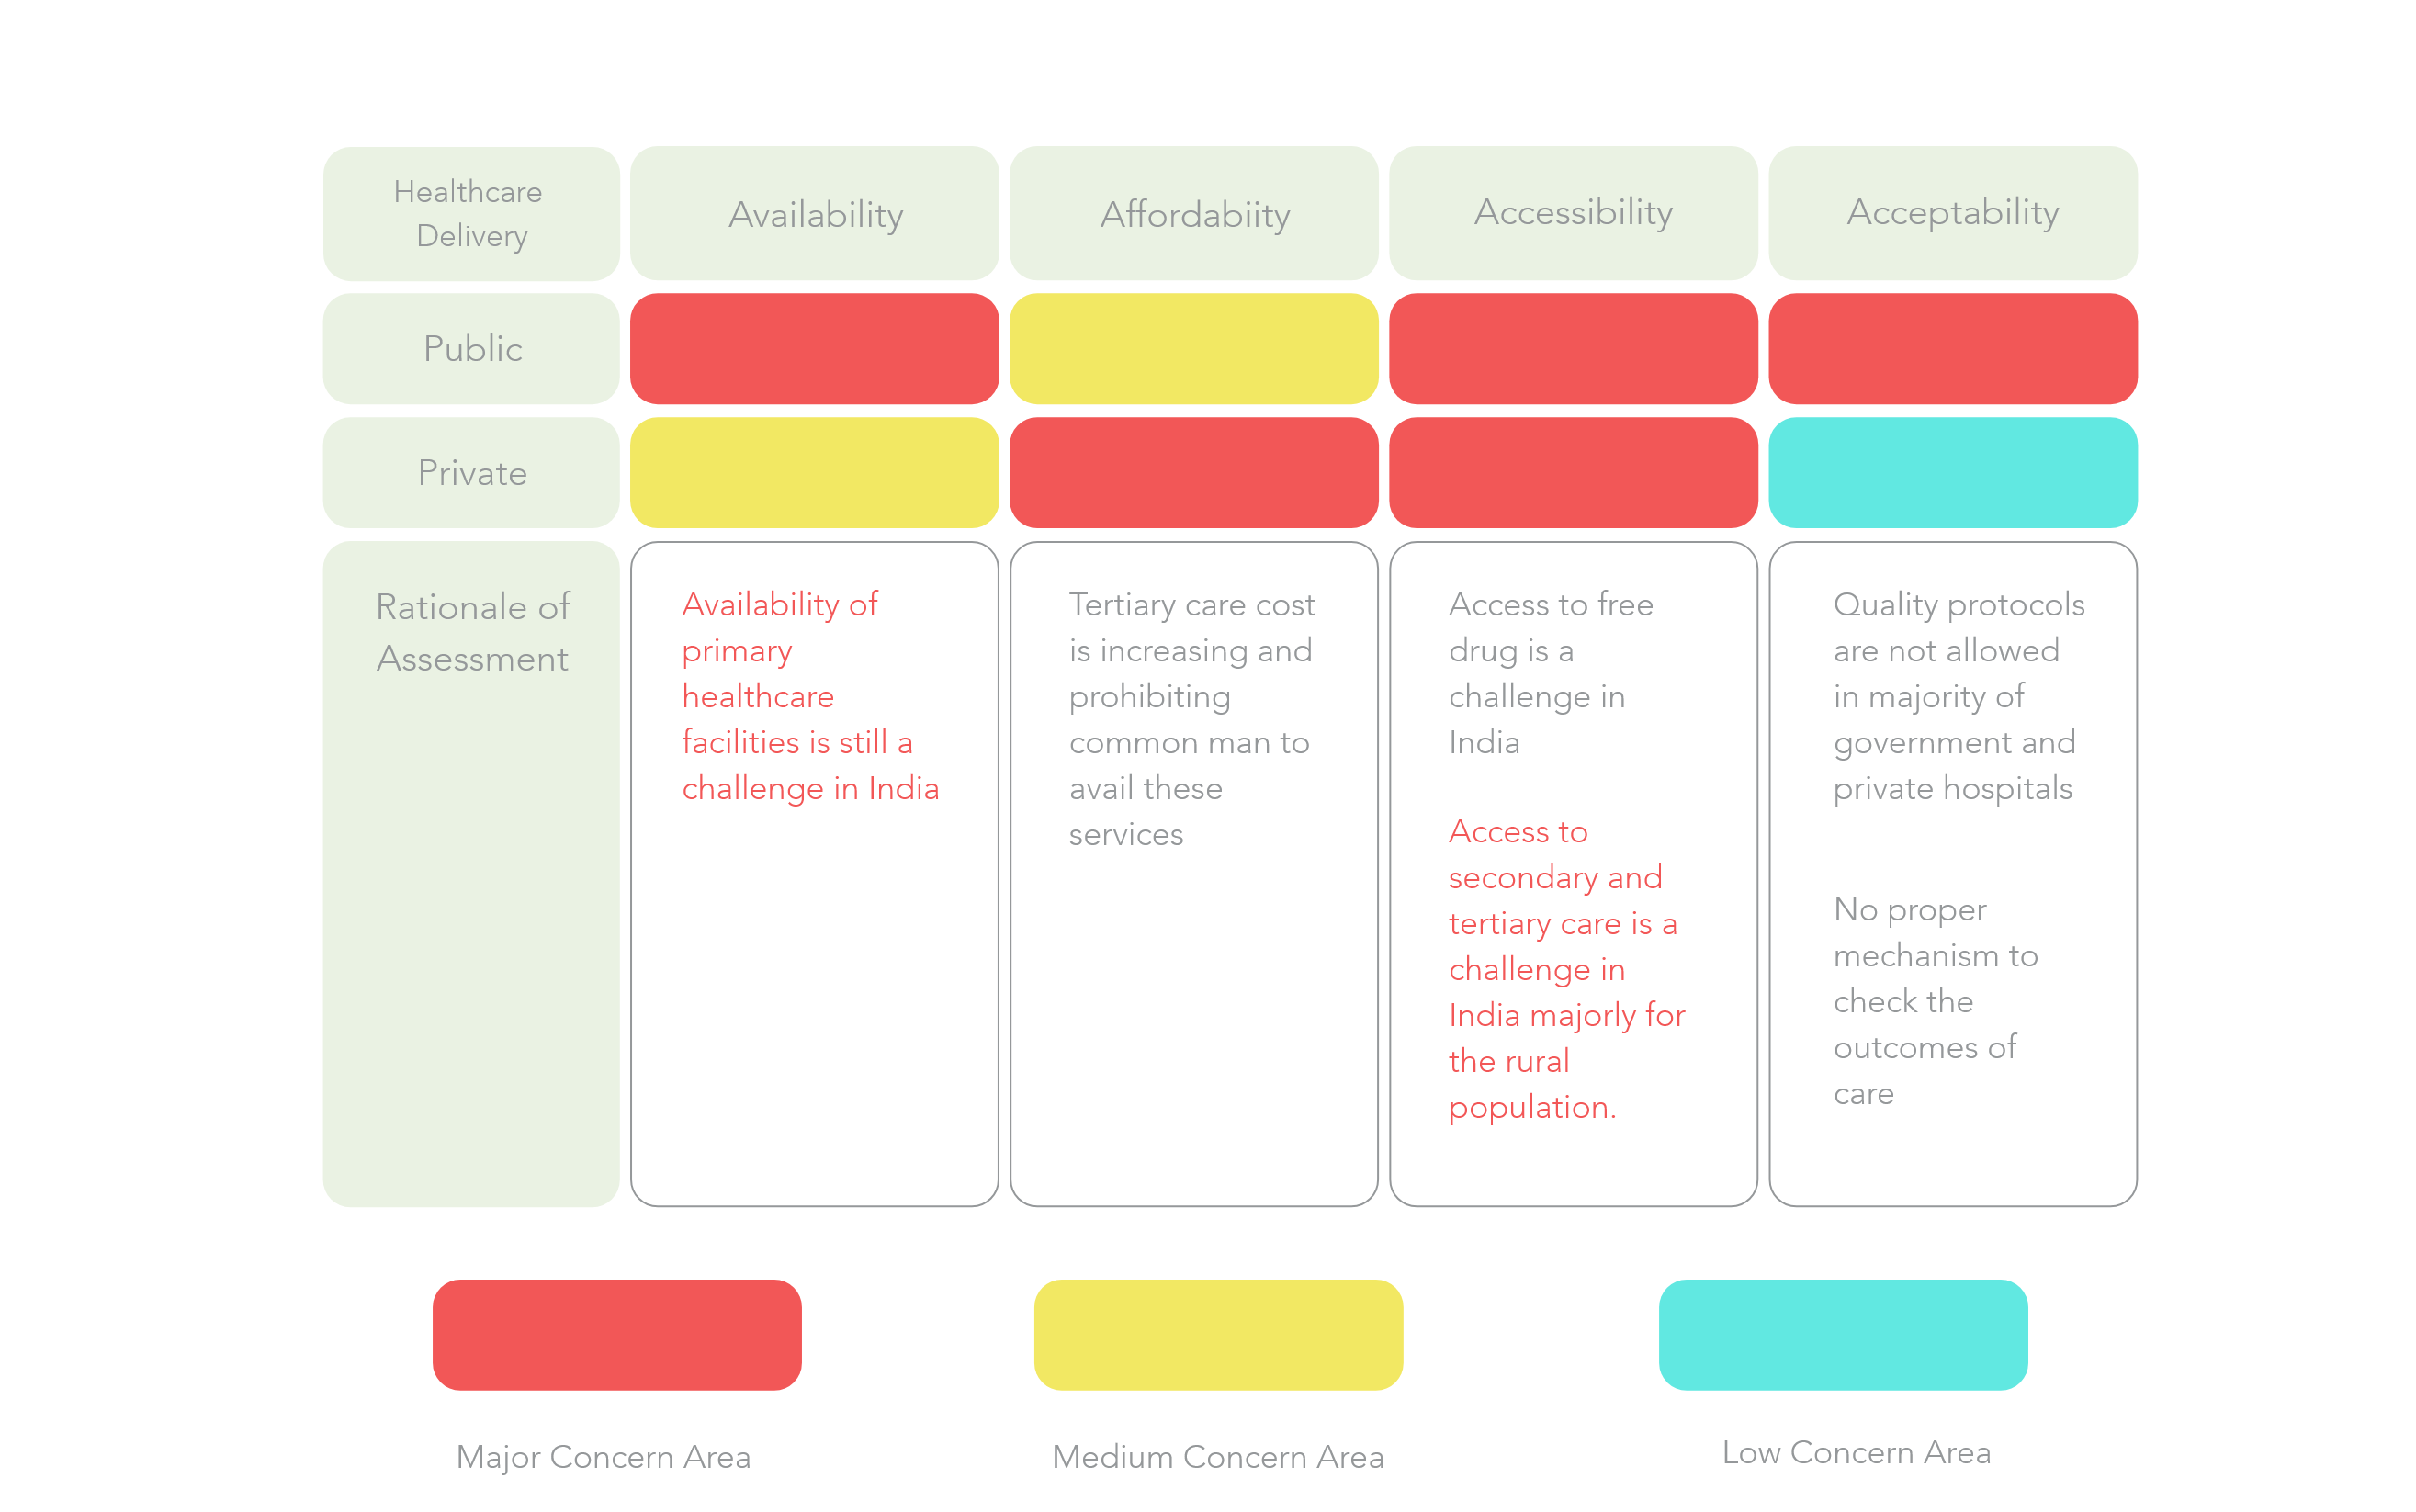 Healthcare
Delivery
Availability
Affordabiity
Accessibility
Acceptability
Public
Private
Rationale of
Assessment
Availability of
primary
healthcare
facilities is still a
challenge in India
Tertiary care cost
is increasing and
prohibiting
common man to
avail these
services
Access to free
drug is a
challenge in
India
Access to
secondary and
tertiary care is a
challenge in
India majorly for
the rural
population.
Quality protocols
are not allowed
in majority of
government and
private hospitals
No proper
mechanism to
check the
outcomes of
care
Major Concern Area
Medium Concern Area
Low Concern Area